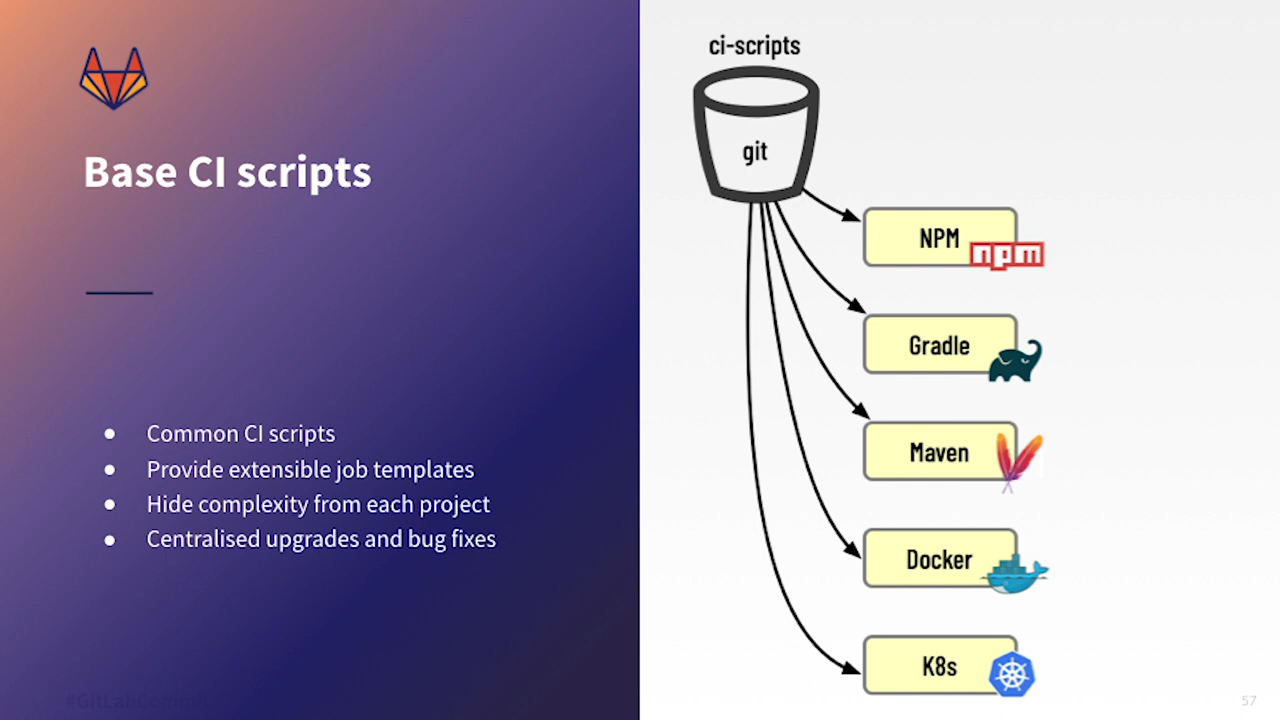 Base CI scripts
Common CI scripts
Provide extensible job templates
Hide complexity from each project
Centralised upgrades and bug fixes
#GitLabCommit
ci-scripts
git
NPM
npm
Gradle
Maven
Docker
K8s
57